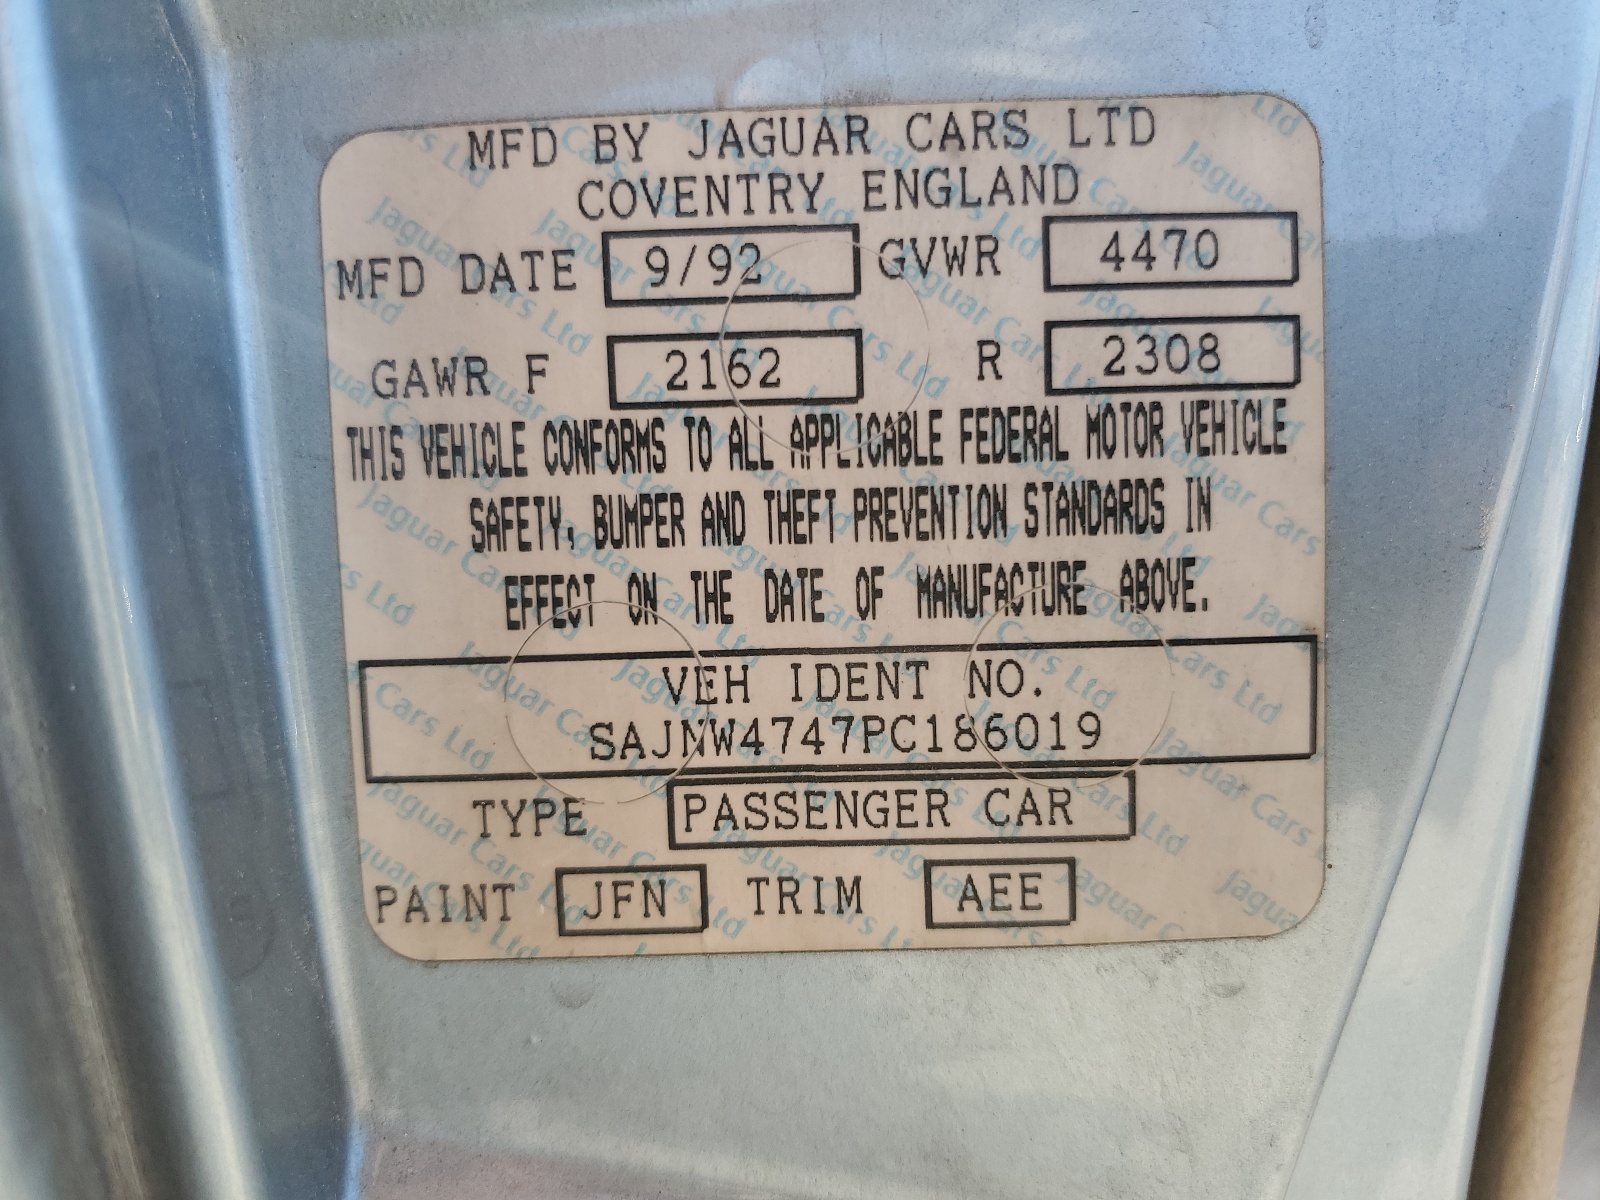 MFD BY JAGUAR CARS LTD
COVENTRY ENGLAND
MFD DATE 9/92 GVWR 4470
GAWR F 2162 R 2308
THIS VEHICLE CONFORMS TO ALL APPLICABLE FEDERAL MOTOR VEHICLE
SAFETY, BUMPER AND THEFT PREVENTION STANDARDS IN
EFFECT ON THE DATE OF MANUFACTURE ABOVE.
VEH IDENT NO.
SAJNW4747PC186019
TYPE PASSENGER CAR
PAINT JFN TRIM AEE